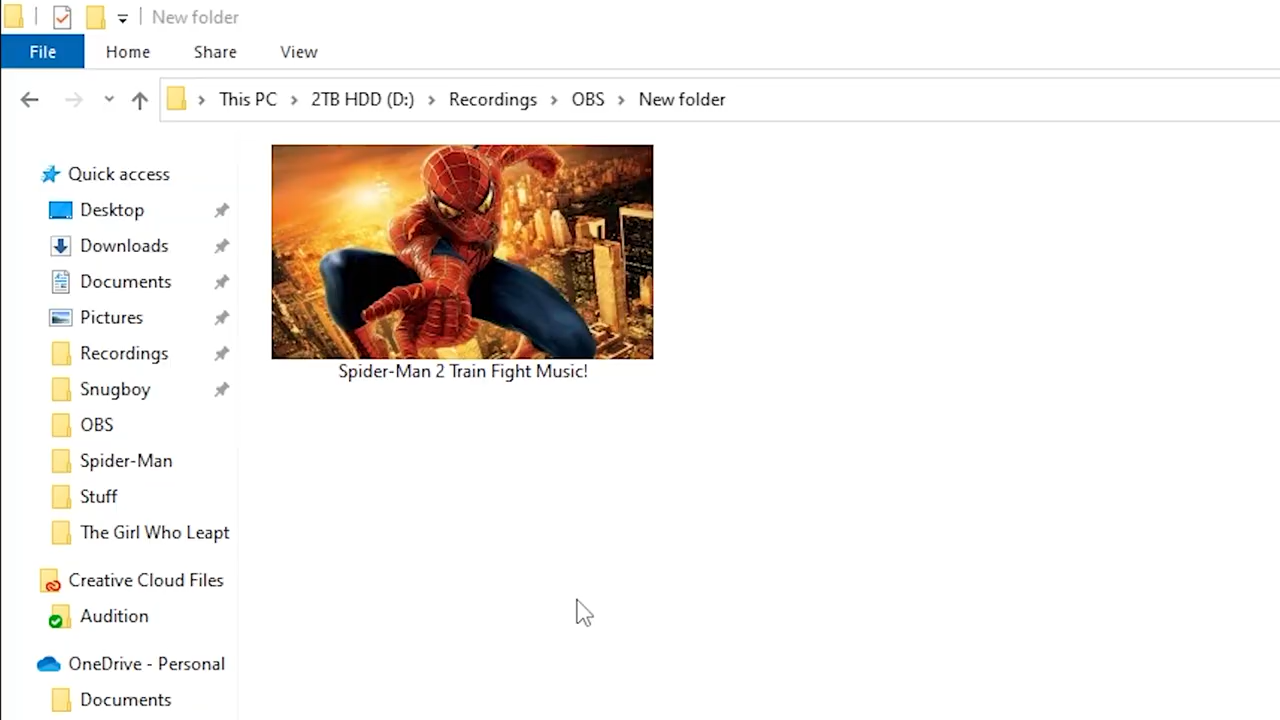 New folder
File Home Share View
This PC 2TB HDD (D:) Recordings OBS New folder
Quick access
Desktop
Downloads
Documents
Pictures
Recordings
Snugboy
OBS
Spider-Man
Stuff
The Girl Who Leapt
Creative Cloud Files
Audition
OneDrive - Personal
Documents
Spider-Man 2 Train Fight Music!